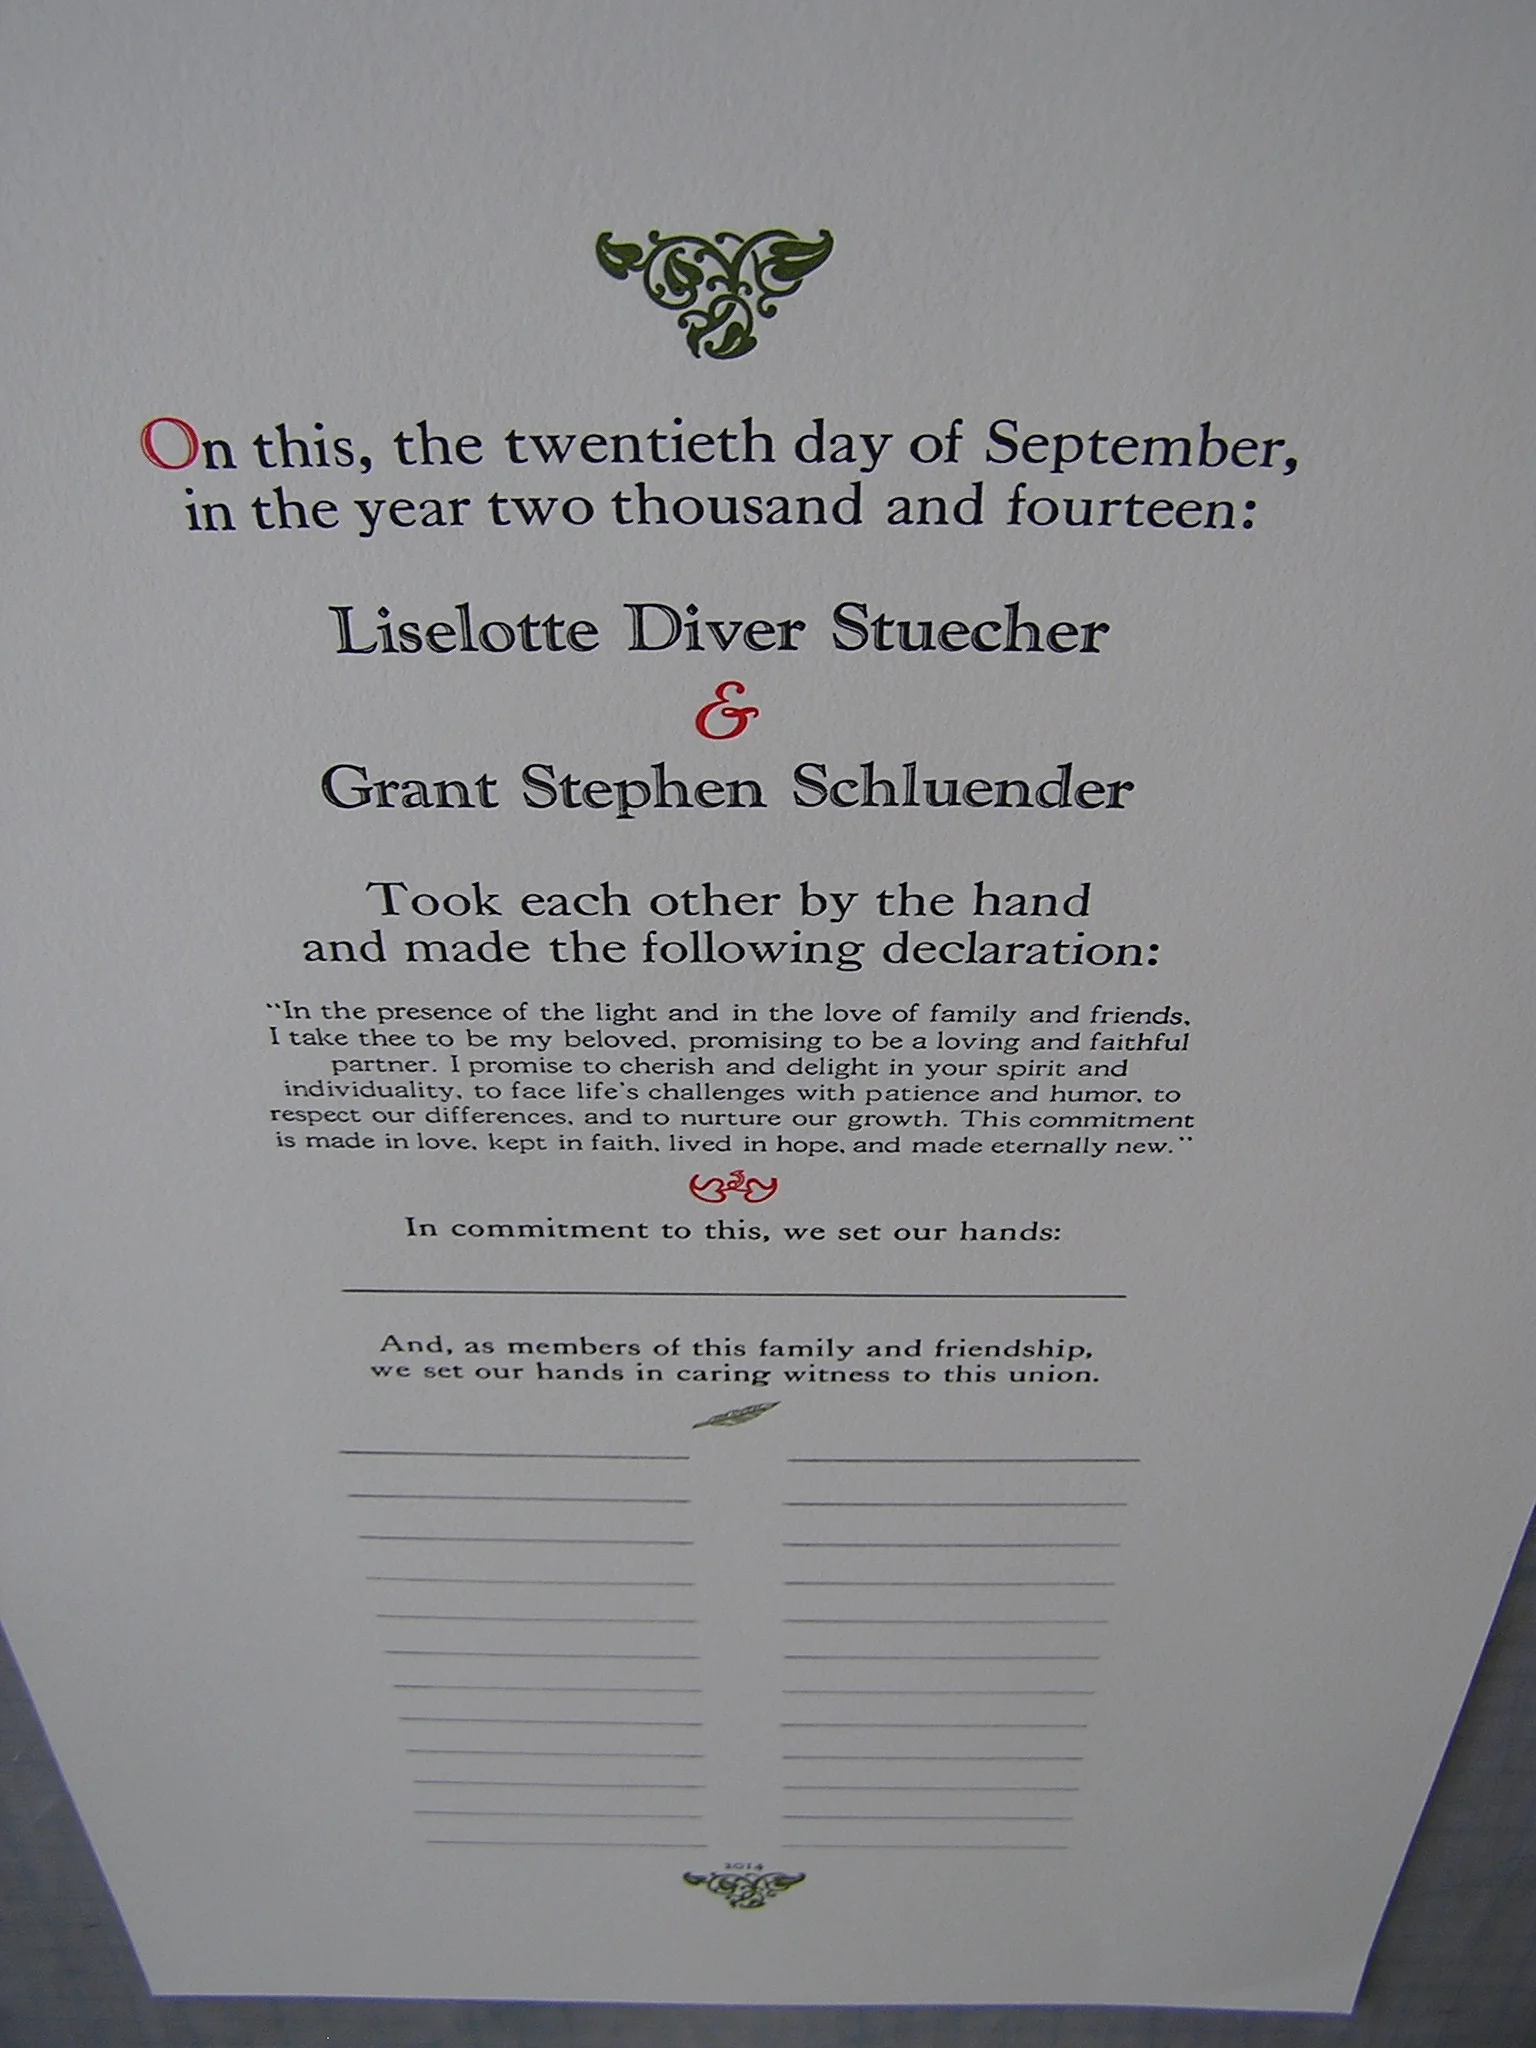 On this, the twentieth day of September,
in the year two thousand and fourteen:
Liselotte Diver Stuecher
&
Grant Stephen Schluender
Took each other by the hand
and made the following declaration:
“In the presence of the light and in the love of family and friends,
I take thee to be my beloved, promising to be a loving and faithful
partner. I promise to cherish and delight in your spirit and
individuality, to face life's challenges with patience and humor, to
respect our differences, and to nurture our growth. This commitment
is made in love, kept in faith, lived in hope, and made eternally new.”
In commitment to this, we set our hands:
And, as members of this family and friendship,
we set our hands in caring witness to this union.
2014